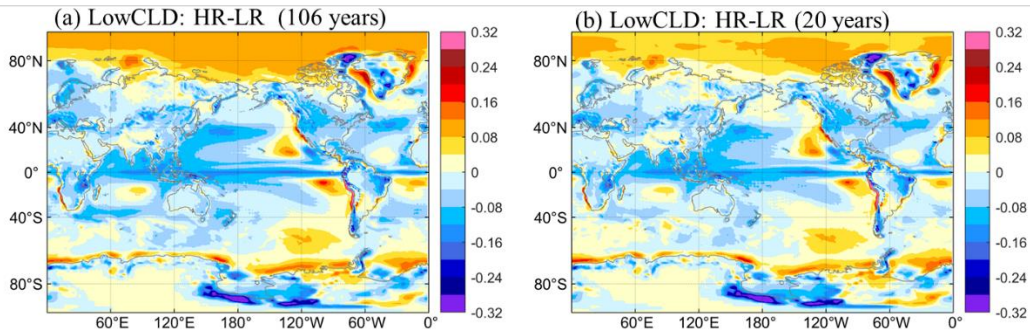 (a) LowCLD: HR-LR (106 years)
(b) LowCLD: HR-LR (20 years)
80°N
40°N
0°
40°S
80°S
60°E
120°E
180°
120°W
60°W
0°
0.32
0.24
0.16
0.08
0
-0.08
-0.16
-0.24
-0.32
80°N
40°N
0°
40°S
80°S
60°E
120°E
180°
120°W
60°W
0°
0.32
0.24
0.16
0.08
0
-0.08
-0.16
-0.24
-0.32